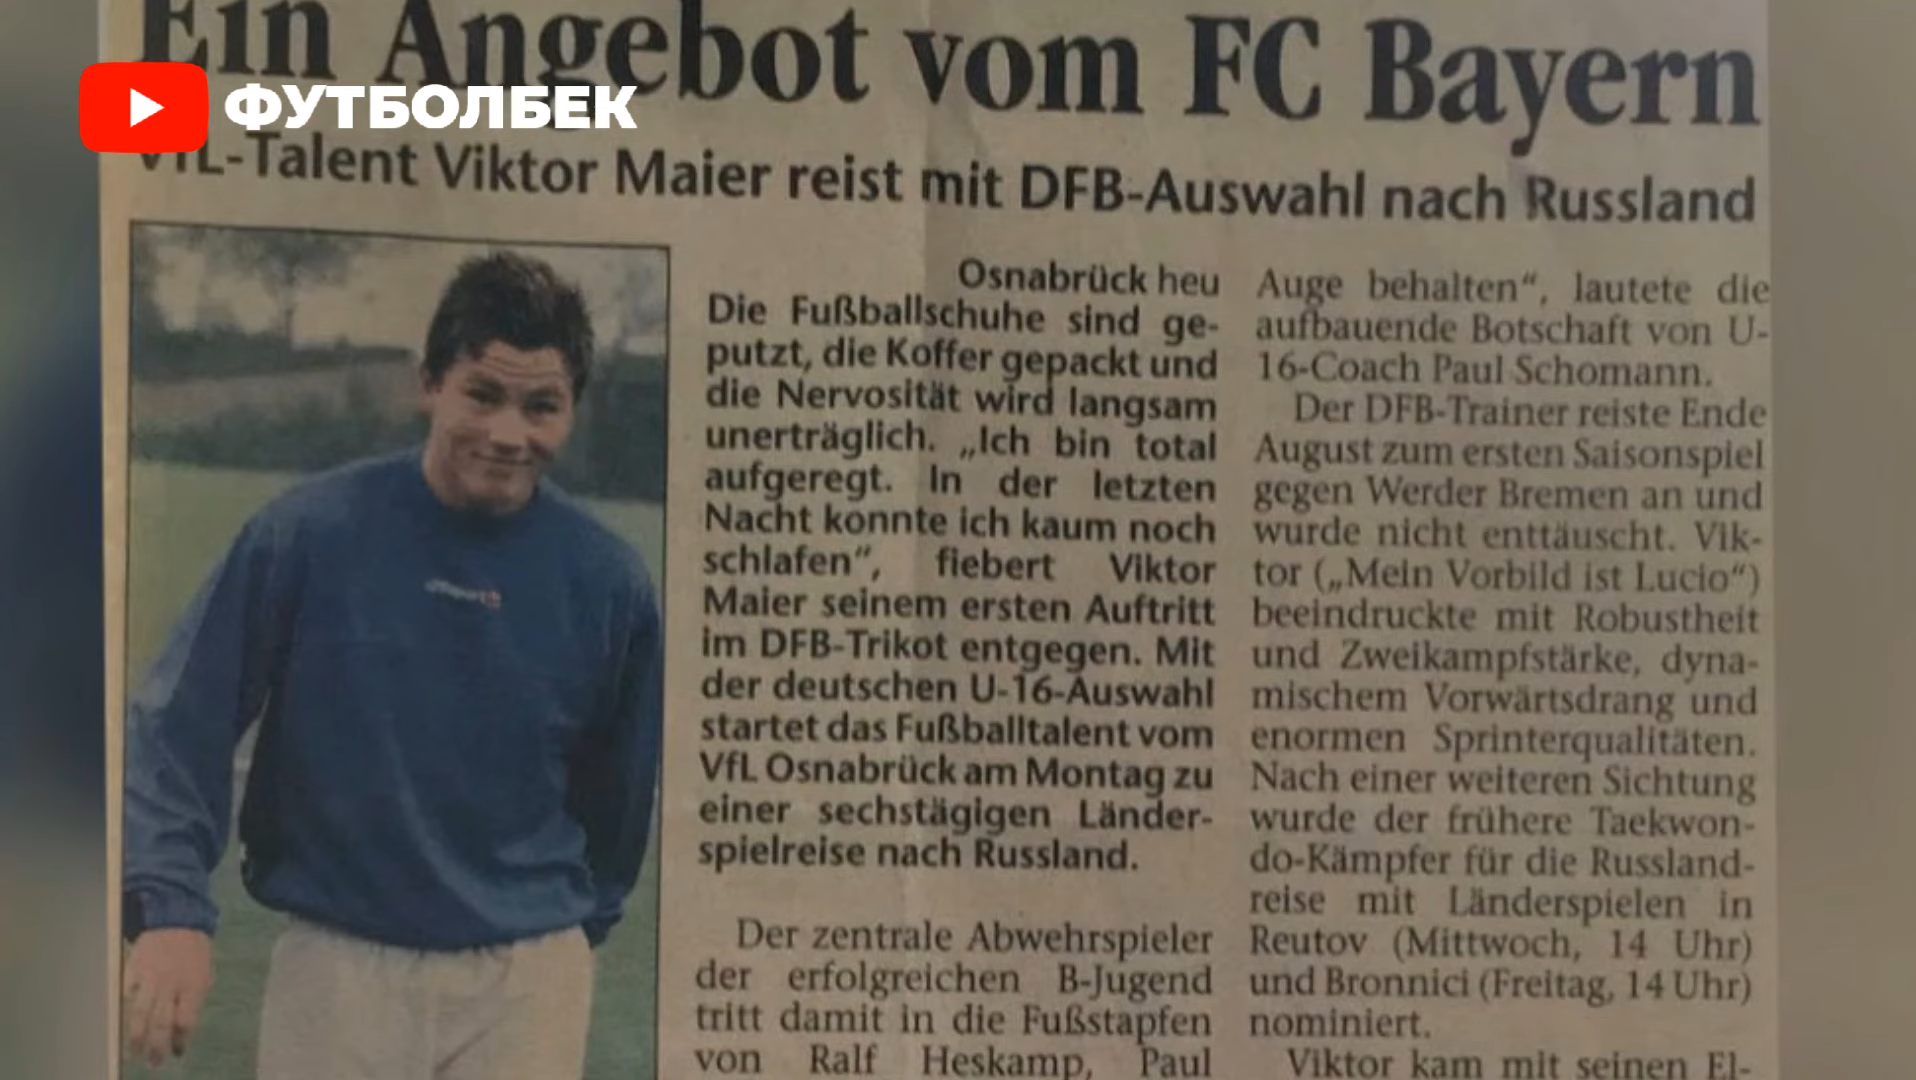 Ein Angebot vom FC Bayern
ФУТБОЛБЕК
VfL-Talent Viktor Maier reist mit DFB-Auswahl nach Russland
Osnabrück heu
Die Fußballschuhe sind ge-
putzt, die Koffer gepackt und
die Nervosität wird langsam
unerträglich. „Ich bin total
aufgeregt. In der letzten
Nacht konnte ich kaum noch
schlafen“, fiebert Viktor
Maier seinem ersten Auftritt
im DFB-Trikot entgegen. Mit
der deutschen U-16-Auswahl
startet das Fußballtalent vom
VfL Osnabrück am Montag zu
einer sechstägigen Länder-
spielreise nach Russland.
Der zentrale Abwehrspieler
der erfolgreichen B-Jugend
tritt damit in die Fußstapfen
von Ralf Heskamp, Paul
Auge behalten“, lautete die
aufbauende Botschaft von U-
16-Coach Paul Schomann.
Der DFB-Trainer reiste Ende
August zum ersten Saisonspiel
gegen Werder Bremen an und
wurde nicht enttäuscht. Vik-
tor („Mein Vorbild ist Lucio“)
beeindruckte mit Robustheit
und Zweikampfstärke, dyna-
mischem Vorwärtsdrang und
enormen Sprinterqualitäten.
Nach einer weiteren Sichtung
wurde der frühere Taekwon-
do-Kämpfer für die Russland-
reise mit Länderspielen in
Reutov (Mittwoch, 14 Uhr)
und Bronnici (Freitag, 14 Uhr)
nominiert.
Viktor kam mit seinen El-